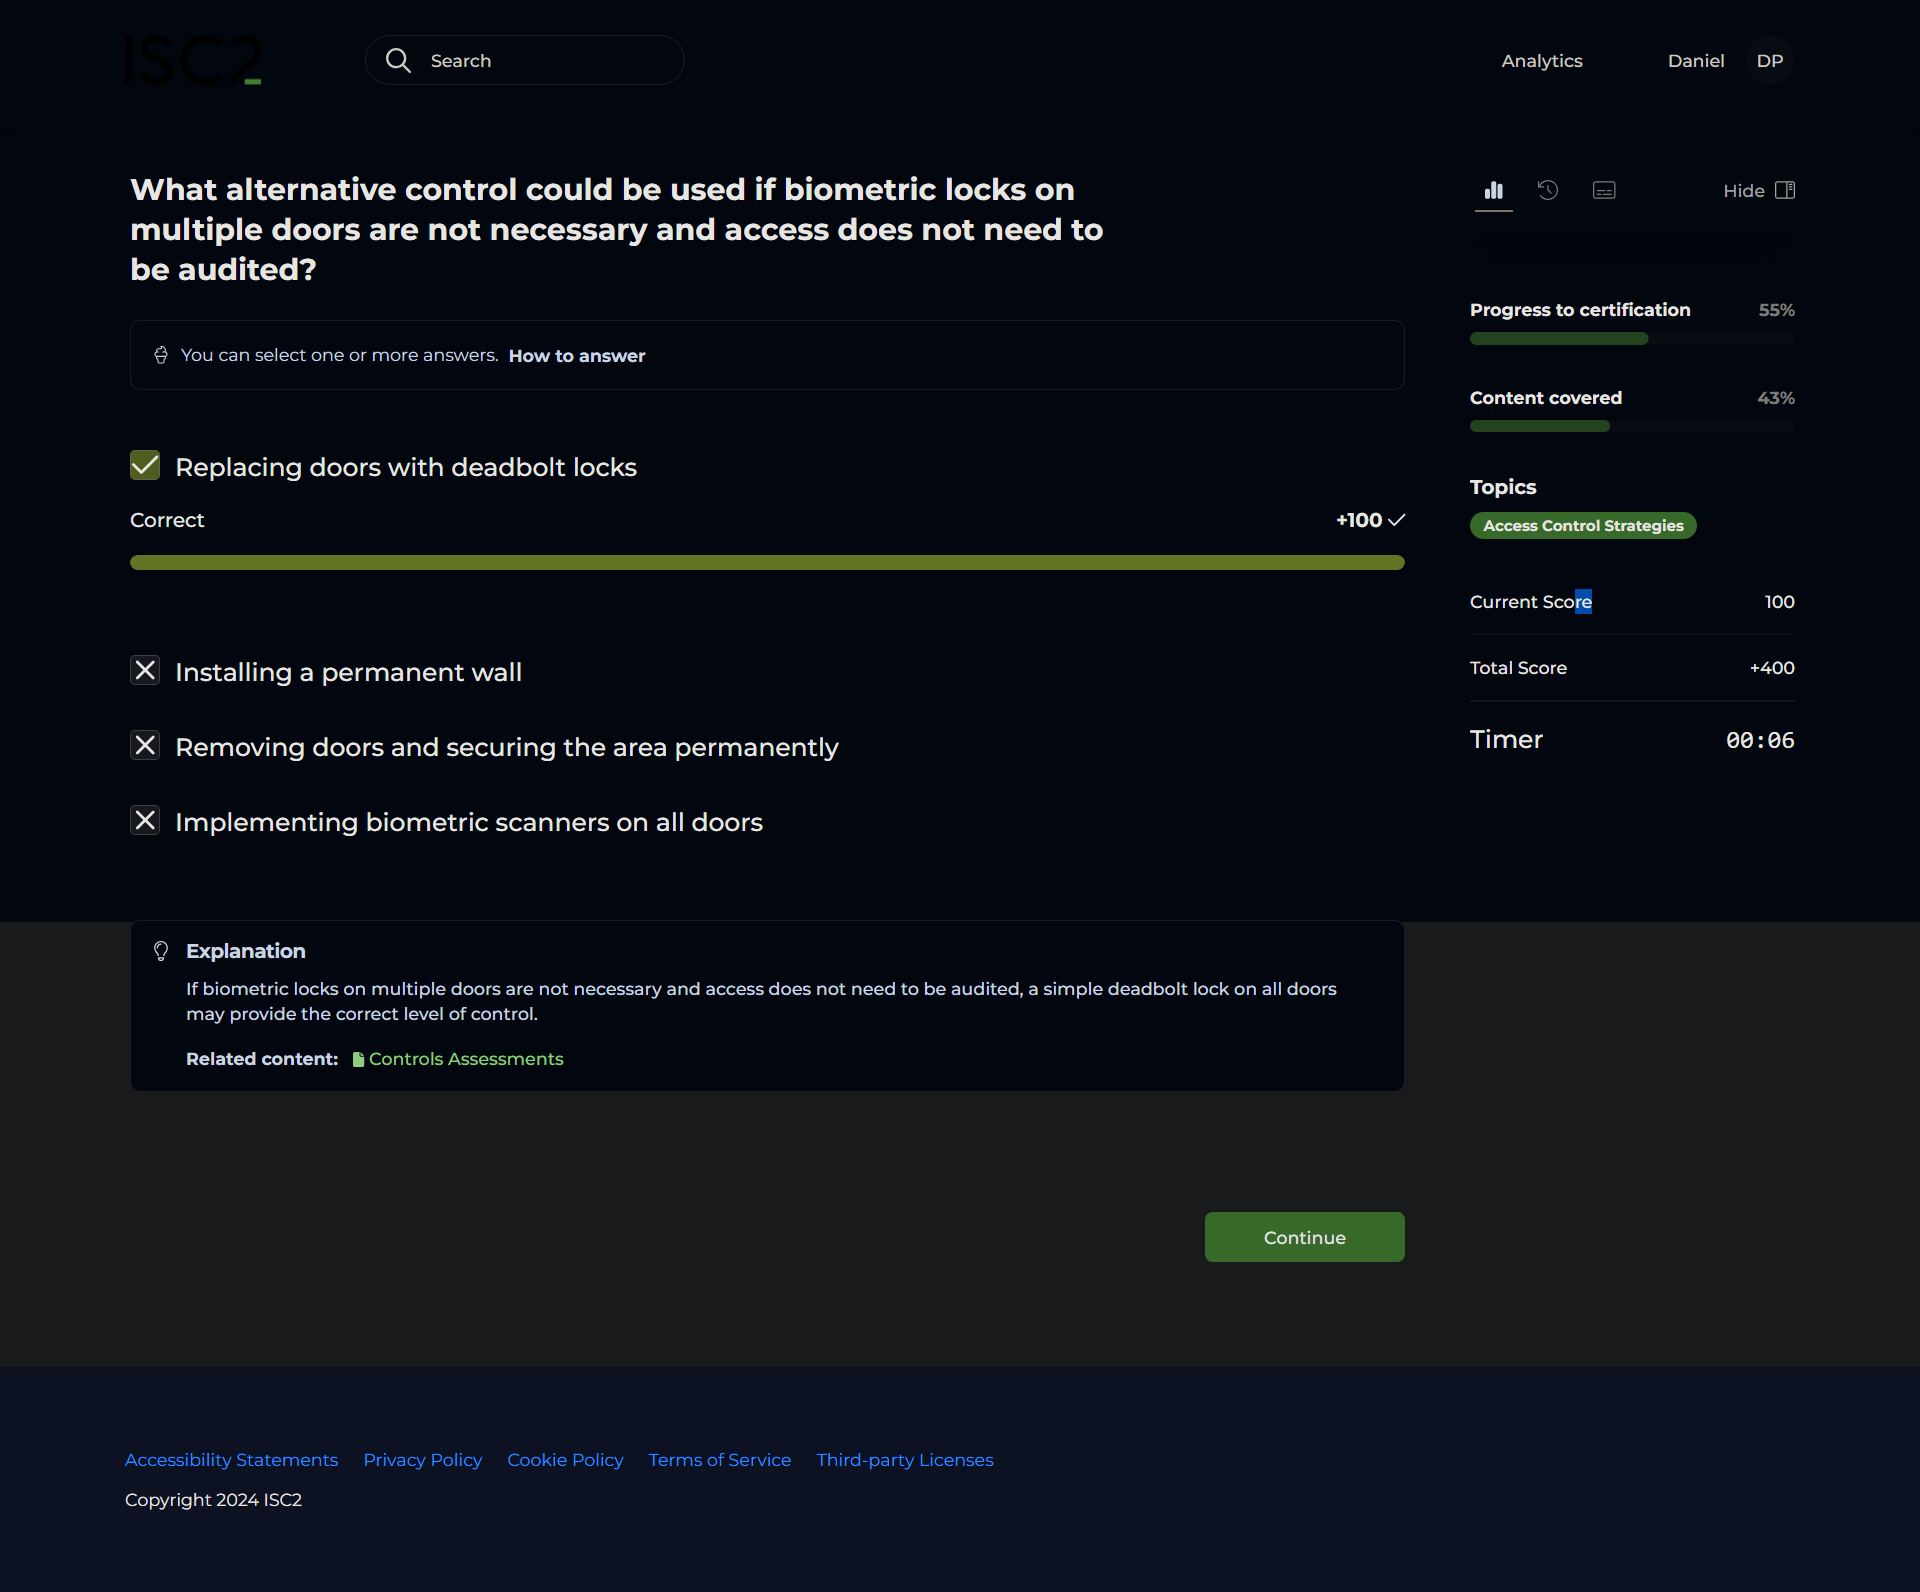 ISC2
Search
Analytics
Daniel
DP
What alternative control could be used if biometric locks on
multiple doors are not necessary and access does not need to
be audited?
You can select one or more answers. How to answer
Replacing doors with deadbolt locks
Correct
+100
Installing a permanent wall
Removing doors and securing the area permanently
Implementing biometric scanners on all doors
Explanation
If biometric locks on multiple doors are not necessary and access does not need to be audited, a simple deadbolt lock on all doors
may provide the correct level of control.
Related content: Controls Assessments
Continue
Hide
Progress to certification 55%
Content covered 43%
Topics
Access Control Strategies
Current Score 100
Total Score +400
Timer 00:06
Accessibility Statements Privacy Policy Cookie Policy Terms of Service Third-party Licenses
Copyright 2024 ISC2